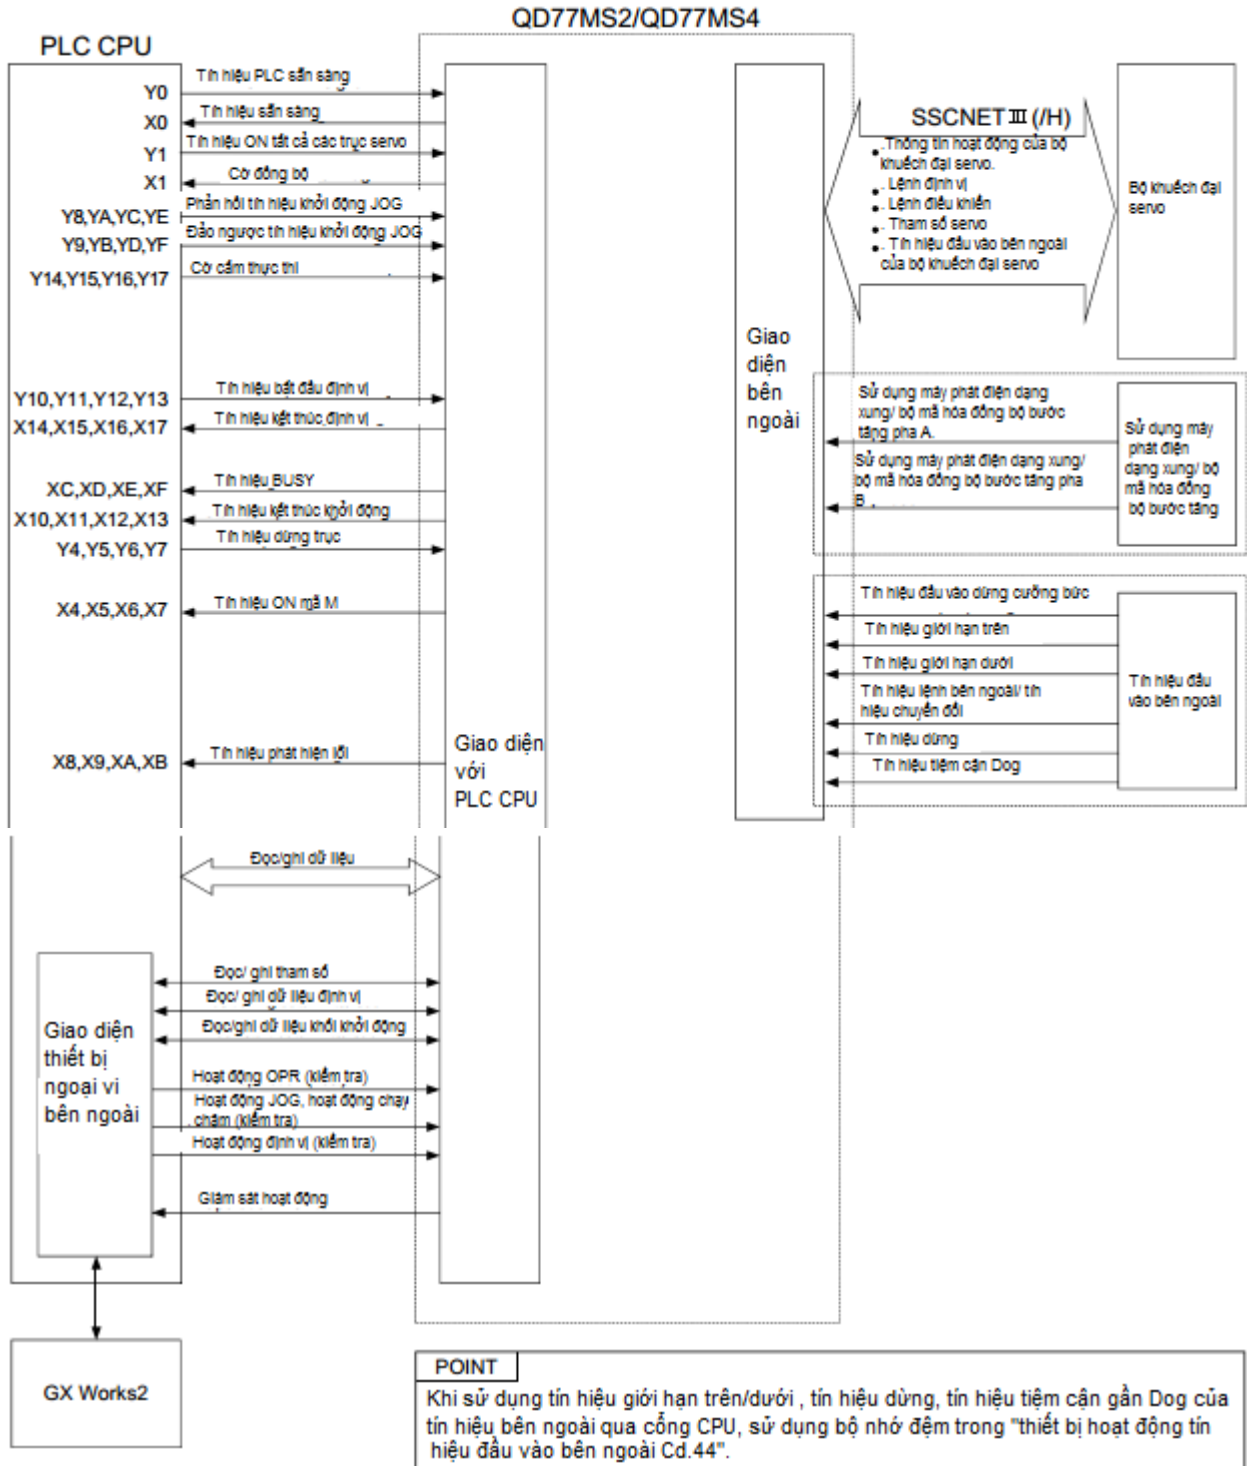 QD77MS2/QD77MS4
PLC CPU
Y0
Tín hiệu PLC sẵn sàng
X0
Tín hiệu sẵn sàng
Y1
Tín hiệu ON tất cả các trục servo
X1
Cờ đồng bộ
Y8,YA,YC,YE
Phản hồi tín hiệu khởi động JOG
Y9,YB,YD,YF
Đảo ngược tín hiệu khởi động JOG
Y14,Y15,Y16,Y17
Cờ cấm thực thi
Y10,Y11,Y12,Y13
Tín hiệu bắt đầu định vị
X14,X15,X16,X17
Tín hiệu kết thúc định vị
XC,XD,XE,XF
Tín hiệu BUSY
X10,X11,X12,X13
Tín hiệu kết thúc khởi động
Y4,Y5,Y6,Y7
Tín hiệu dừng trục
X4,X5,X6,X7
Tín hiệu ON mã M
X8,X9,XA,XB
Tín hiệu phát hiện lỗi
Giao diện
với
PLC CPU
Giao
diện
bên
ngoài
SSCNETⅢ(/H)
• .Thông tin hoạt động của bộ
khuếch đại servo.
• . Lệnh định vị
• . Lệnh điều khiển
• . Tham số servo
• . Tín hiệu đầu vào bên ngoài
của bộ khuếch đại servo
Bộ khuếch đại
servo
Sử dụng máy phát điện dạng
xung/ bộ mã hóa đồng bộ bước
tăng pha A.
Sử dụng máy phát điện dạng xung/
bộ mã hóa đồng bộ bước tăng pha
B .
Sử dụng máy
phát điện
dạng xung/ bộ
mã hóa đồng
bộ bước tăng
Tín hiệu đầu vào dừng cưỡng bức
Tín hiệu giới hạn trên
Tín hiệu giới hạn dưới
Tín hiệu lệnh bên ngoài/ tín
hiệu chuyển đổi
Tín hiệu dừng
Tín hiệu tiệm cận Dog
Tín hiệu đầu
vào bên ngoài
Đọc/ghi dữ liệu
Đọc/ ghi tham số
Đọc/ ghi dữ liệu định vị
Đọc/ghi dữ liệu khối khởi động
Hoạt động OPR (kiểm tra)
Hoạt động JOG, hoạt động chạy
chậm (kiểm tra)
Hoạt động định vị (kiểm tra)
Giám sát hoạt động
Giao diện
thiết bị
ngoại vi
bên ngoài
GX Works2
POINT
Khi sử dụng tín hiệu giới hạn trên/dưới , tín hiệu dừng, tín hiệu tiệm cận gần Dog của
tín hiệu bên ngoài qua cổng CPU, sử dụng bộ nhớ đệm trong "thiết bị hoạt động tín
hiệu đầu vào bên ngoài Cd.44".